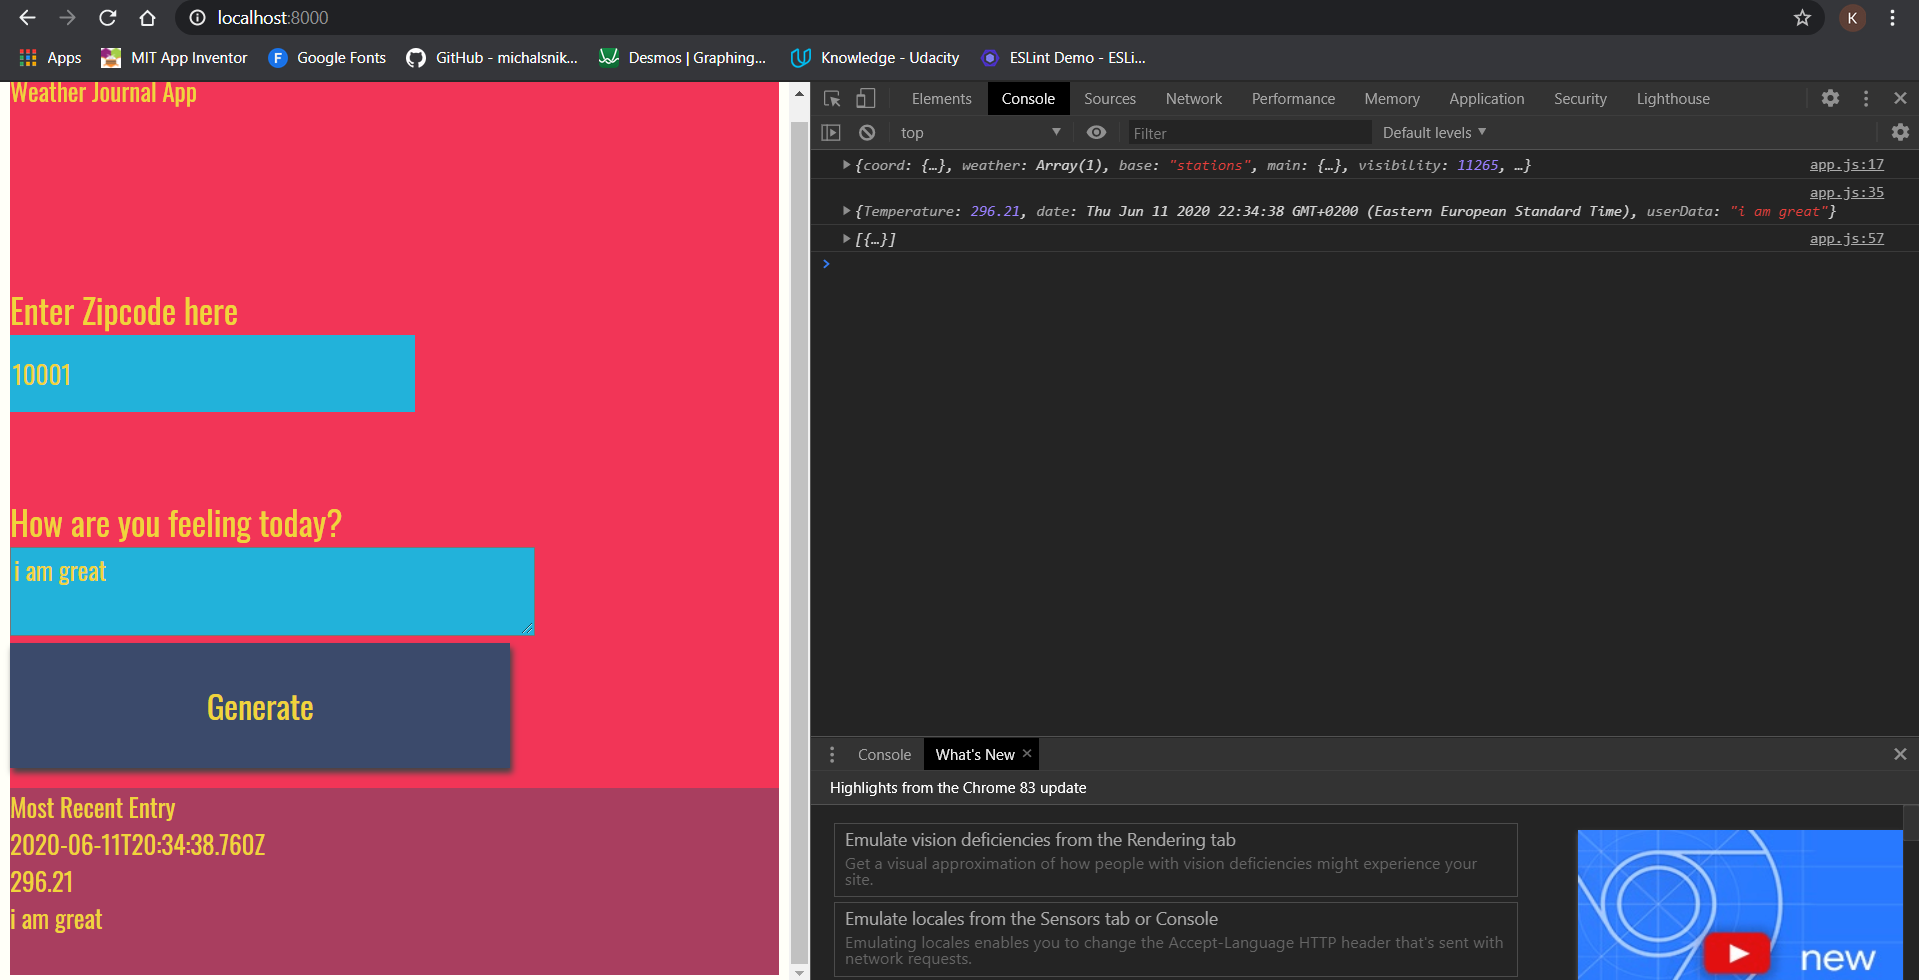 localhost:8000
K
Apps
MIT App Inventor
Google Fonts
GitHub - michalsnik...
Desmos | Graphing...
Knowledge - Udacity
ESLint Demo - ESLi...
Weather Journal App
Enter Zipcode here
10001
How are you feeling today?
i am great
Generate
Most Recent Entry
2020-06-11T20:34:38.760Z
296.21
i am great
Elements
Console
Sources
Network
Performance
Memory
Application
Security
Lighthouse
top
Filter
Default levels
{coord: {…}, weather: Array(1), base: "stations", main: {…}, visibility: 11265, …}
app.js:17
app.js:35
{Temperature: 296.21, date: Thu Jun 11 2020 22:34:38 GMT+0200 (Eastern European Standard Time), userData: "i am great"}
[{…}]
app.js:57
Console
What's New
Highlights from the Chrome 83 update
Emulate vision deficiencies from the Rendering tab
Get a visual approximation of how people with vision deficiencies might experience your
site.
Emulate locales from the Sensors tab or Console
Emulating locales enables you to change the Accept-Language HTTP header that's sent with
network requests.
new